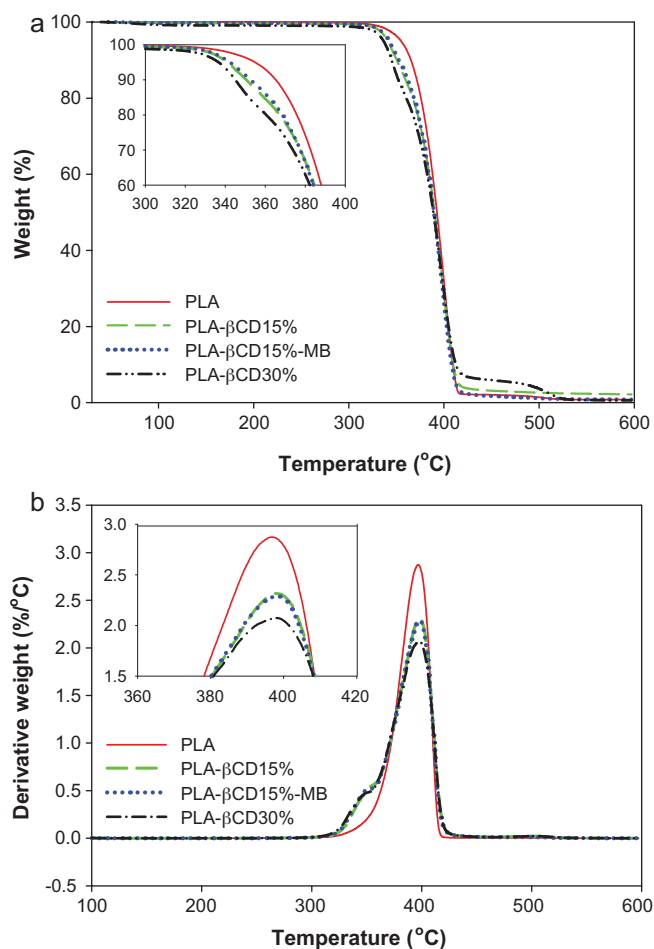 a
100
80
60
40
20
0
Weight (%)
100
90
80
70
60
300 320 340 360 380 400
PLA
PLA-βCD15%
PLA-βCD15%-MB
PLA-βCD30%
100 200 300 400 500 600
Temperature (°C)
b
3.5
3.0
2.5
2.0
1.5
1.0
0.5
0.0
-0.5
Derivative weight (%/°C)
3.0
2.5
2.0
1.5
360 380 400 420
PLA
PLA-βCD15%
PLA-βCD15%-MB
PLA-βCD30%
100 200 300 400 500 600
Temperature (°C)